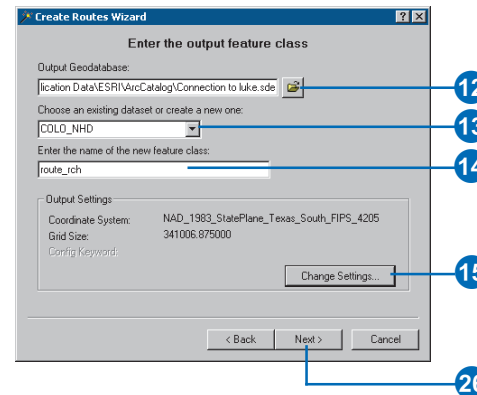 Create Routes Wizard
Enter the output feature class
Output Geodatabase:
lication Data\ESRI\ArcCatalog\Connection to luke.sde
12
Choose an existing dataset or create a new one:
COLO_NHD
13
Enter the name of the new feature class:
route_rch
14
Output Settings
Coordinate System: NAD_1983_StatePlane_Texas_South_FIPS_4205
Grid Size: 341006.875000
Config Keyword:
Change Settings...
15
< Back Next > Cancel
26